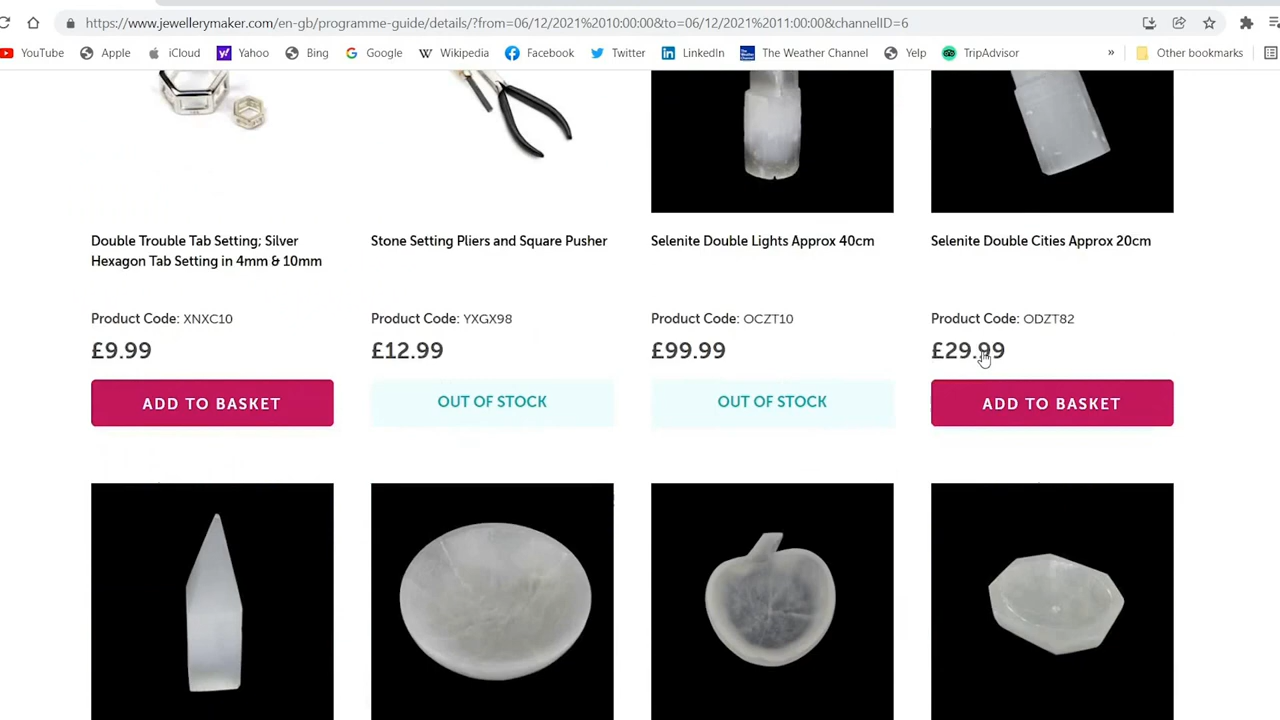 https://www.jewellerymaker.com/en-gb/programme-guide/details/?from=06/12/2021%2010:00:00&to=06/12/2021%2011:00:00&channelID=6
YouTube Apple iCloud Yahoo Bing Google Wikipedia Facebook Twitter LinkedIn The Weather Channel Yelp TripAdvisor » Other bookmarks
Double Trouble Tab Setting; Silver
Hexagon Tab Setting in 4mm & 10mm
Product Code: XNXC10
£9.99
ADD TO BASKET
Stone Setting Pliers and Square Pusher
Product Code: YXGX98
£12.99
OUT OF STOCK
Selenite Double Lights Approx 40cm
Product Code: OCZT10
£99.99
OUT OF STOCK
Selenite Double Cities Approx 20cm
Product Code: ODZT82
£29.99
ADD TO BASKET